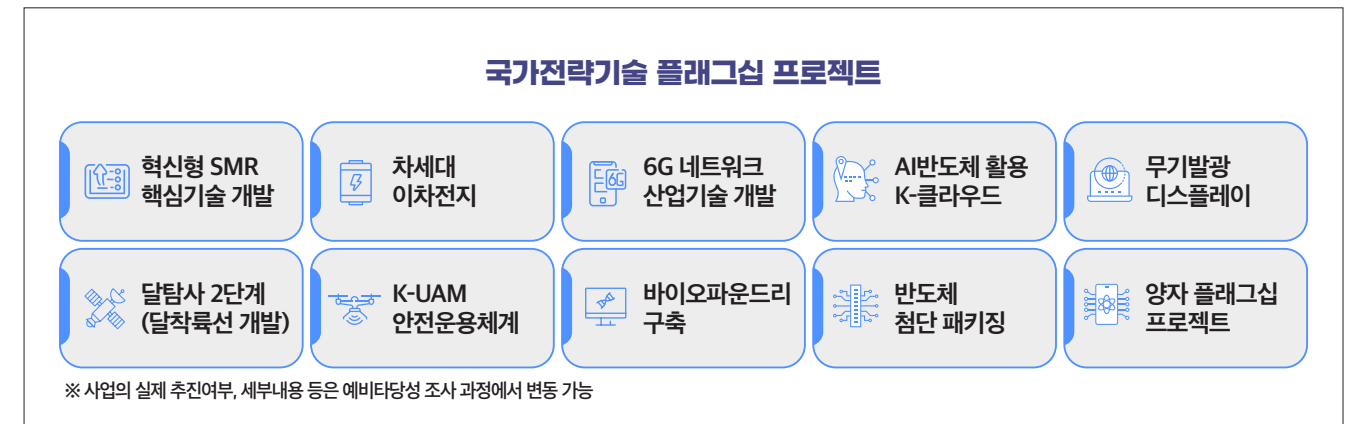 국가전략기술 플래그십 프로젝트
혁신형 SMR
핵심기술 개발
차세대
이차전지
6G 네트워크
산업기술 개발
6G
AI반도체 활용
K-클라우드
무기발광
디스플레이
달탐사 2단계
(달착륙선 개발)
K-UAM
안전운용체계
바이오파운드리
구축
반도체
첨단 패키징
양자 플래그십
프로젝트
※ 사업의 실제 추진여부, 세부내용 등은 예비타당성 조사 과정에서 변동 가능